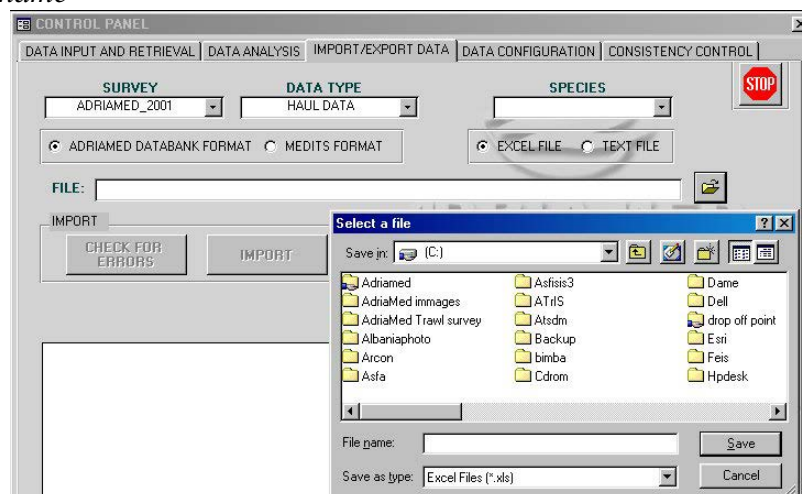 name
CONTROL PANEL
DATA INPUT AND RETRIEVAL DATA ANALYSIS IMPORT/EXPORT DATA DATA CONFIGURATION CONSISTENCY CONTROL
SURVEY DATA TYPE SPECIES STOP
ADRIAMED_2001 HAUL DATA
ADRIAMED DATABANK FORMAT MEDITS FORMAT EXCEL FILE TEXT FILE
FILE:
IMPORT
CHECK FOR ERRORS IMPORT
Select a file
Save in: (C:)
Adriamed Asfisis3 Dame
AdriaMed immages ATrIS Dell
AdriaMed Trawl survey Atsdm drop off point
Albaniaphoto Backup Esri
Arcon bimba Feis
Asfa Cdrom Hpdesk
File name: Save
Save as type: Excel Files (*.xls) Cancel